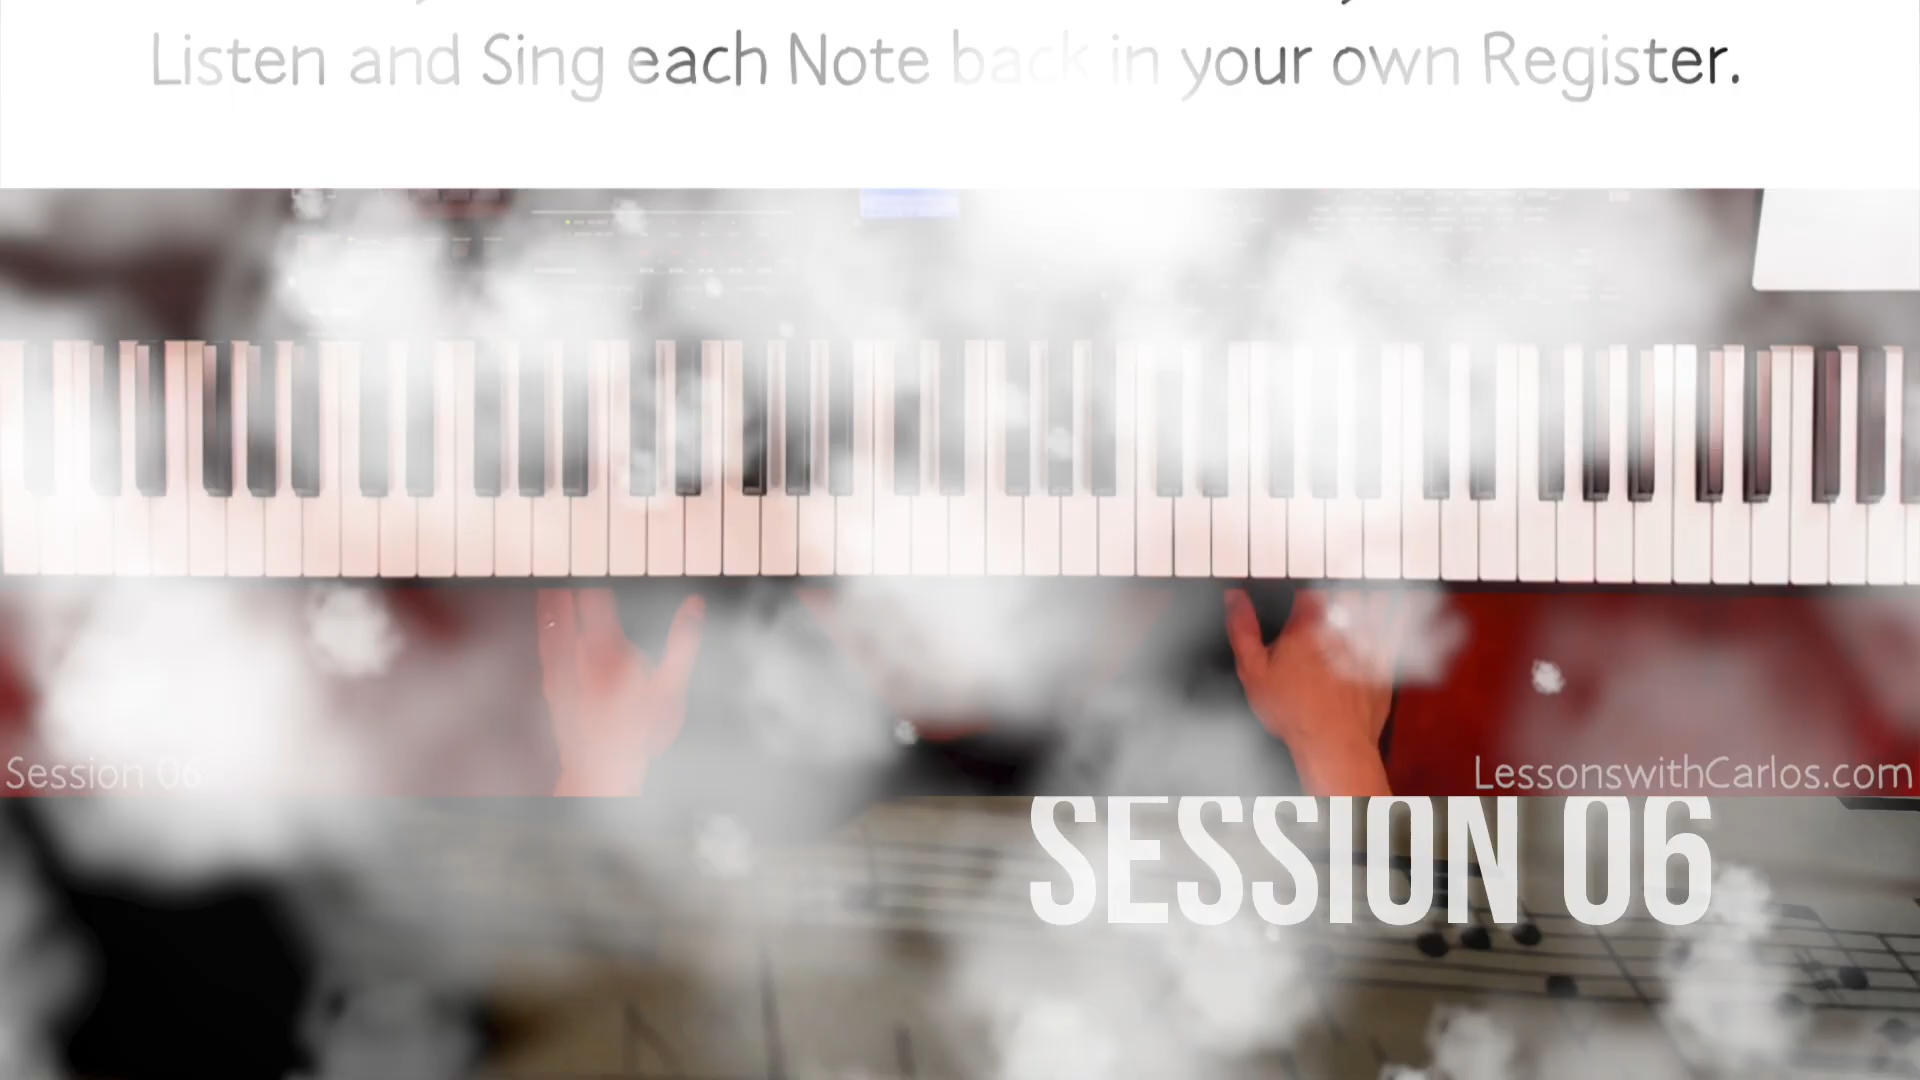 Listen and Sing each Note back in your own Register.
Session 06
LessonswithCarlos.com
SESSION 06